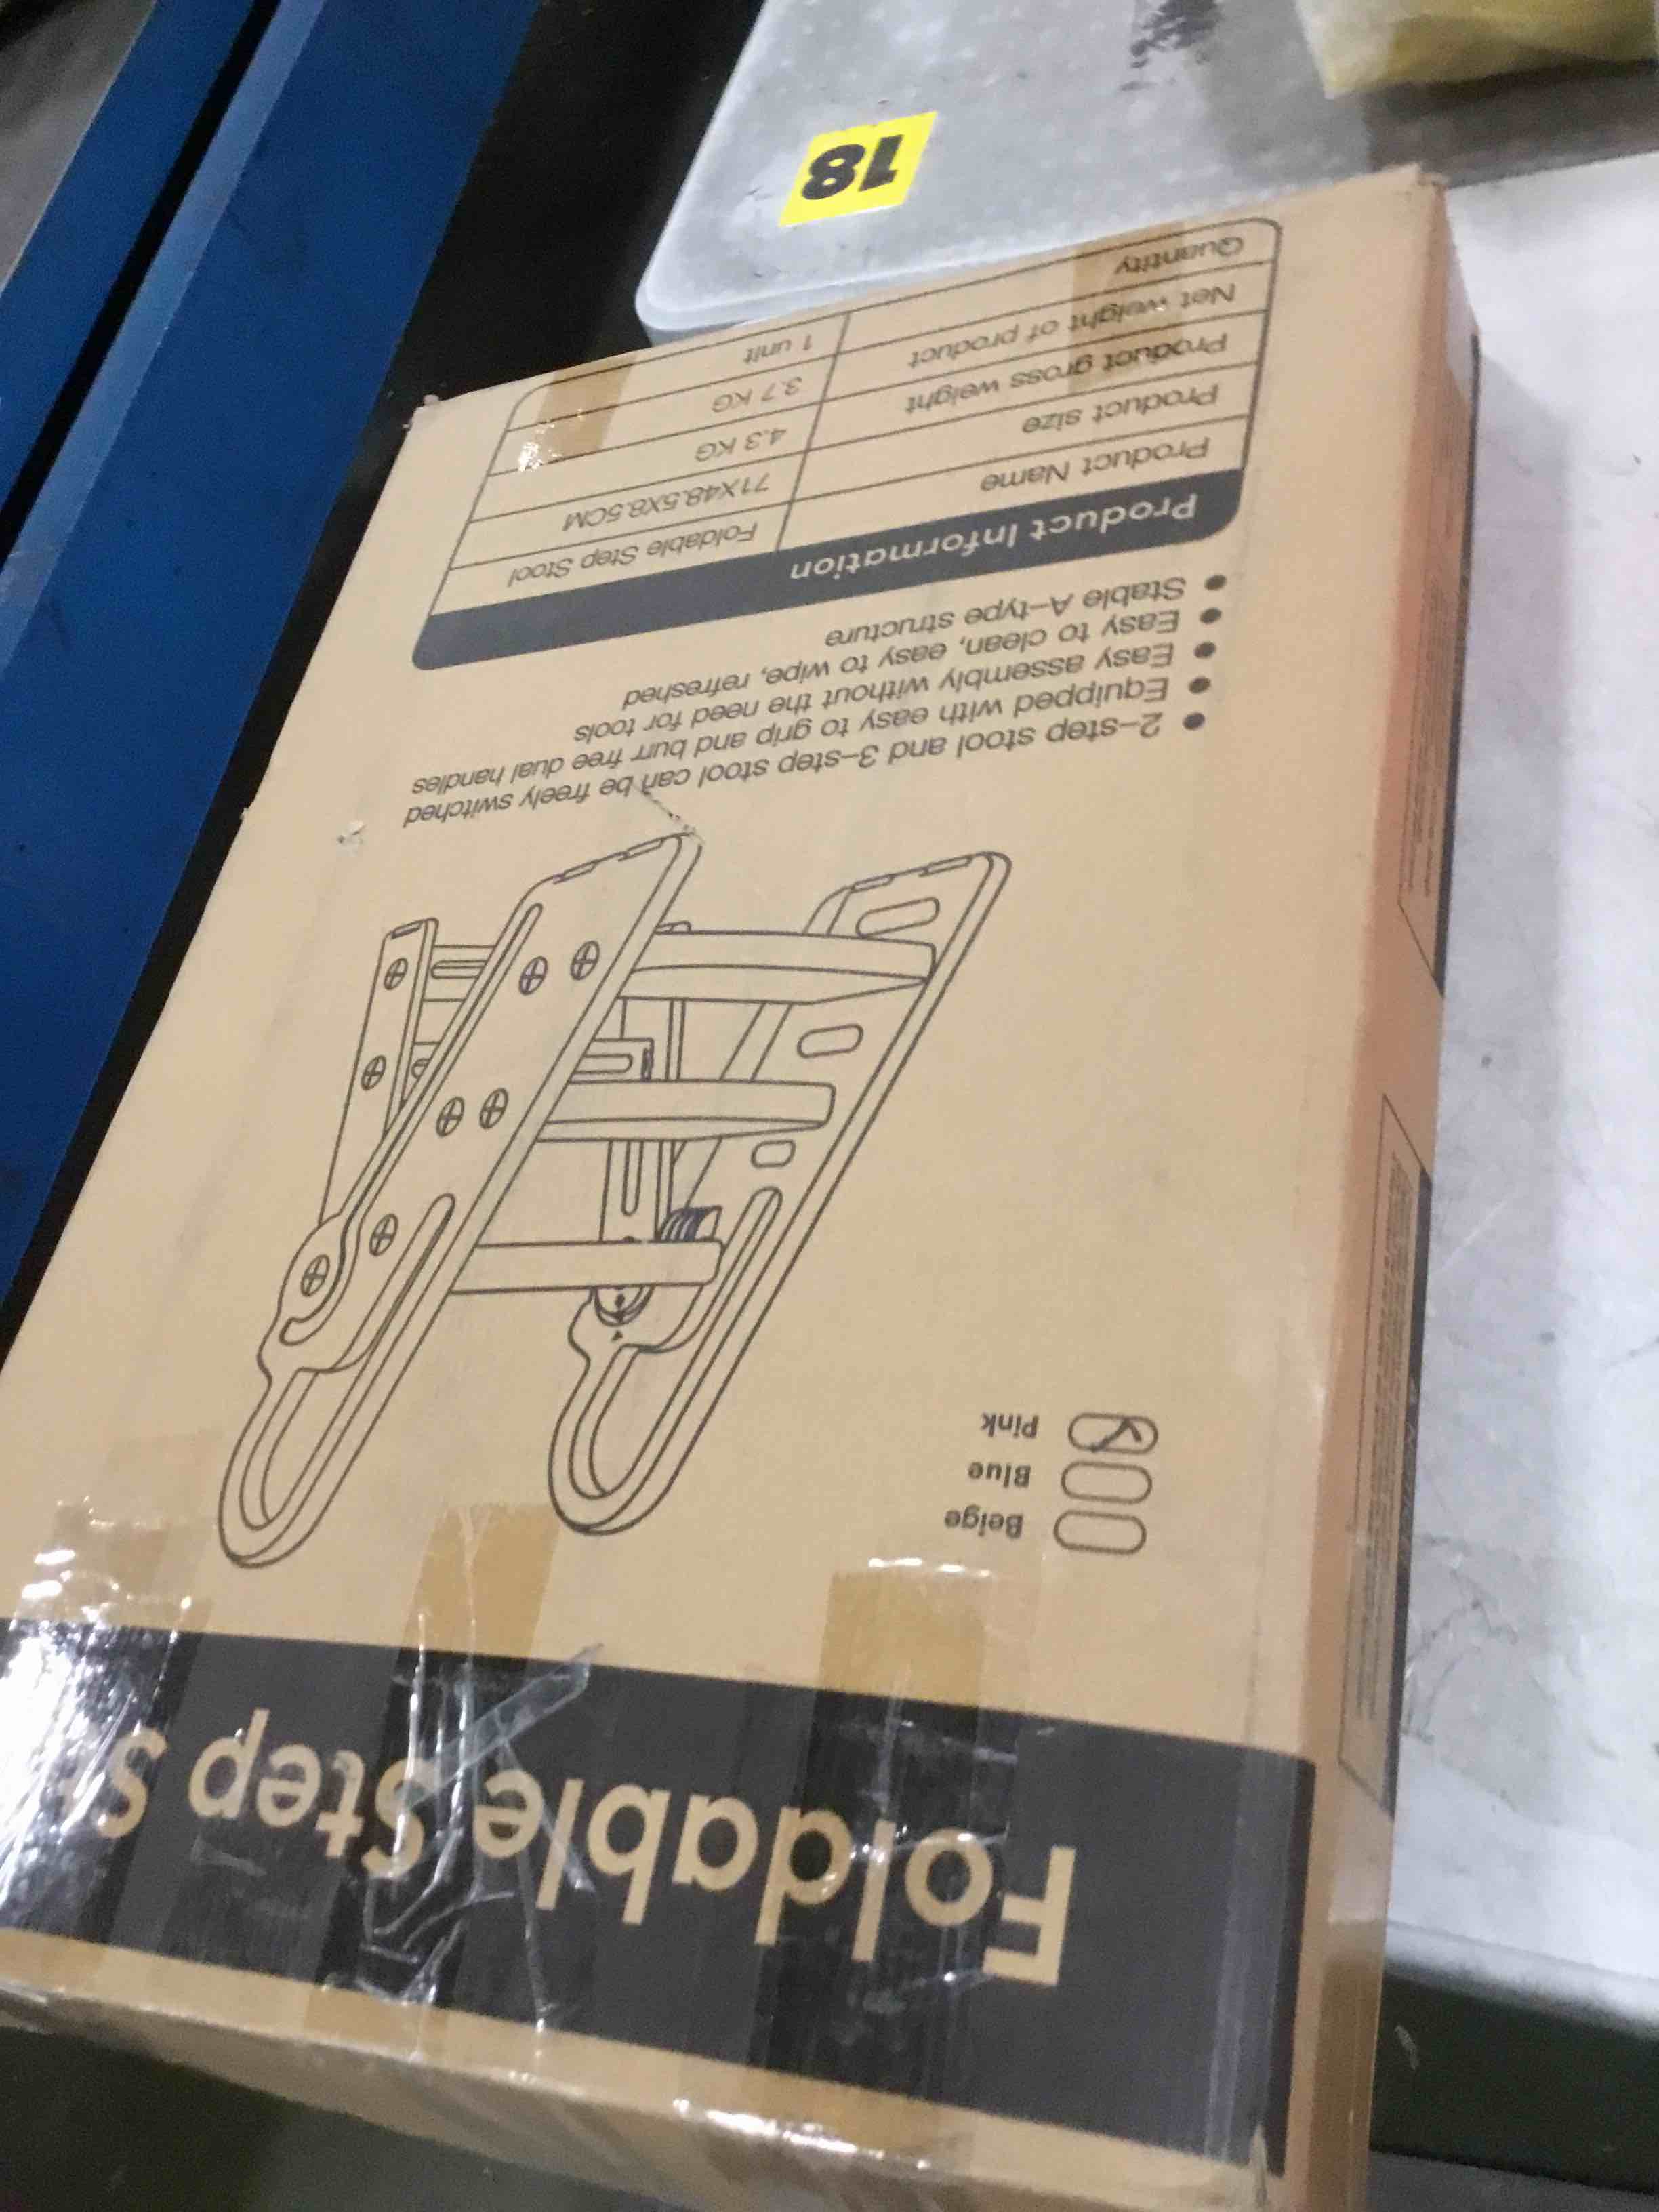 Foldable Step
Beige
Blue
Pink
2-step stool and 3-step stool can be freely switched
Equipped with easy to grip and burr free dual handles
Easy assembly without the need for tools
Easy to clean, easy to wipe, refreshed
Stable A-type structure
Product Information
Product Name Foldable Step Stool
Product size 71X48.5X8.5CM
Product gross weight 4.3 KG
Net weight of product 3.7 KG
Quantity 1 unit
18